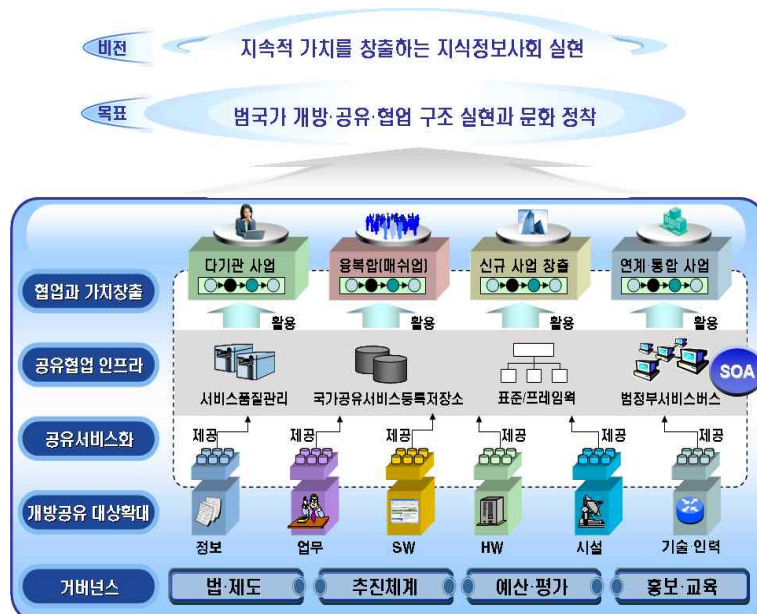 비전
지속적 가치를 창출하는 지식정보사회 실현
목표
범국가 개방·공유·협업 구조 실현과 문화 정착
협업과 가치창출
다기관 사업
융복합(매쉬업)
신규 사업 창출
연계 통합 사업
활용
활용
활용
활용
공유협업 인프라
서비스품질관리
국가공유서비스등록저장소
표준/프레임웍
범정부서비스버스
SOA
공유서비스화
제공
제공
제공
제공
제공
제공
개방공유 대상확대
정보
업무
SW
HW
시설
기술·인력
거버넌스
법·제도
추진체계
예산·평가
홍보·교육